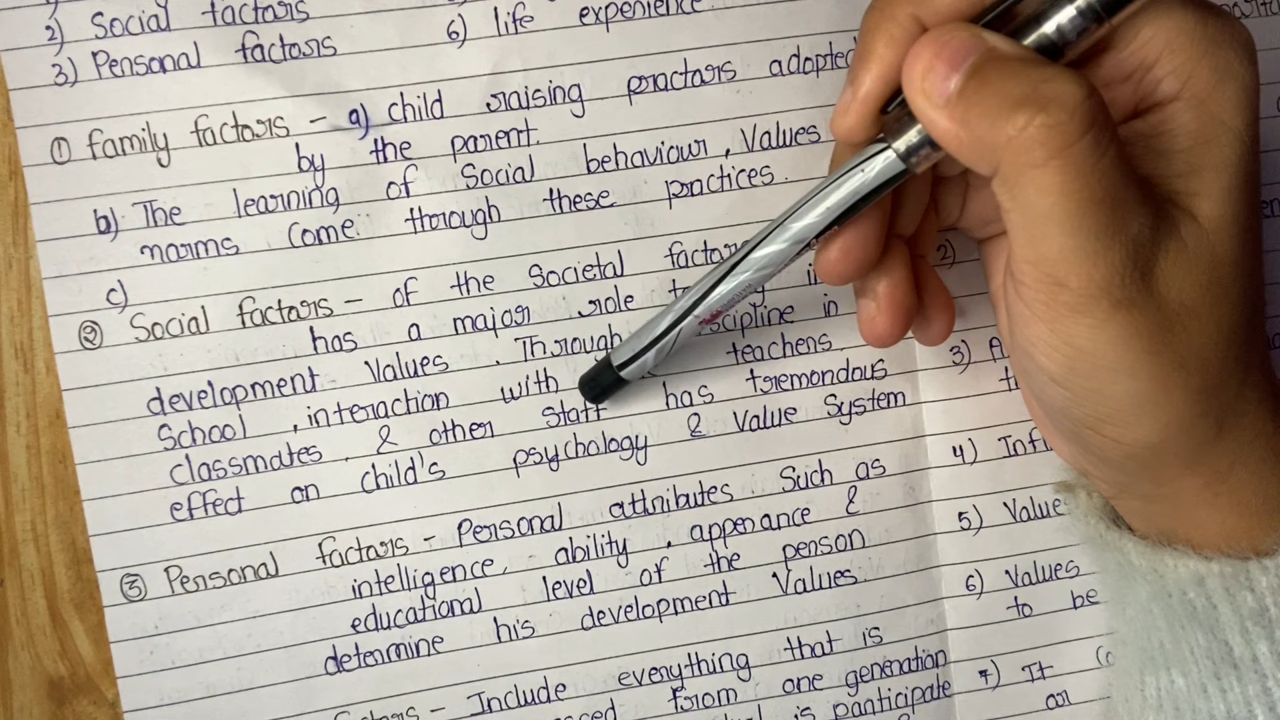 2) Social factors
6) life experience
3) Personal factors
① family factors - a) child raising practors adopted
by the parent.
b) The learning of Social behaviour, Values
norms come through these practices.
c)
② Social factors - of the Societal factors
has a major role
development Values. Through discipline in
School, interaction with teachers
classmates & other staff has tremondous
effect on child's psychology & Value System
③ Personal factors - Personal attributes Such as
intelligence, ability, apperance &
educational level of the person
determine his development Values.
Include everything that is
from one generation
is participate
2)
3) A
4) Inf
5) Value
6) Values
to be
7) It